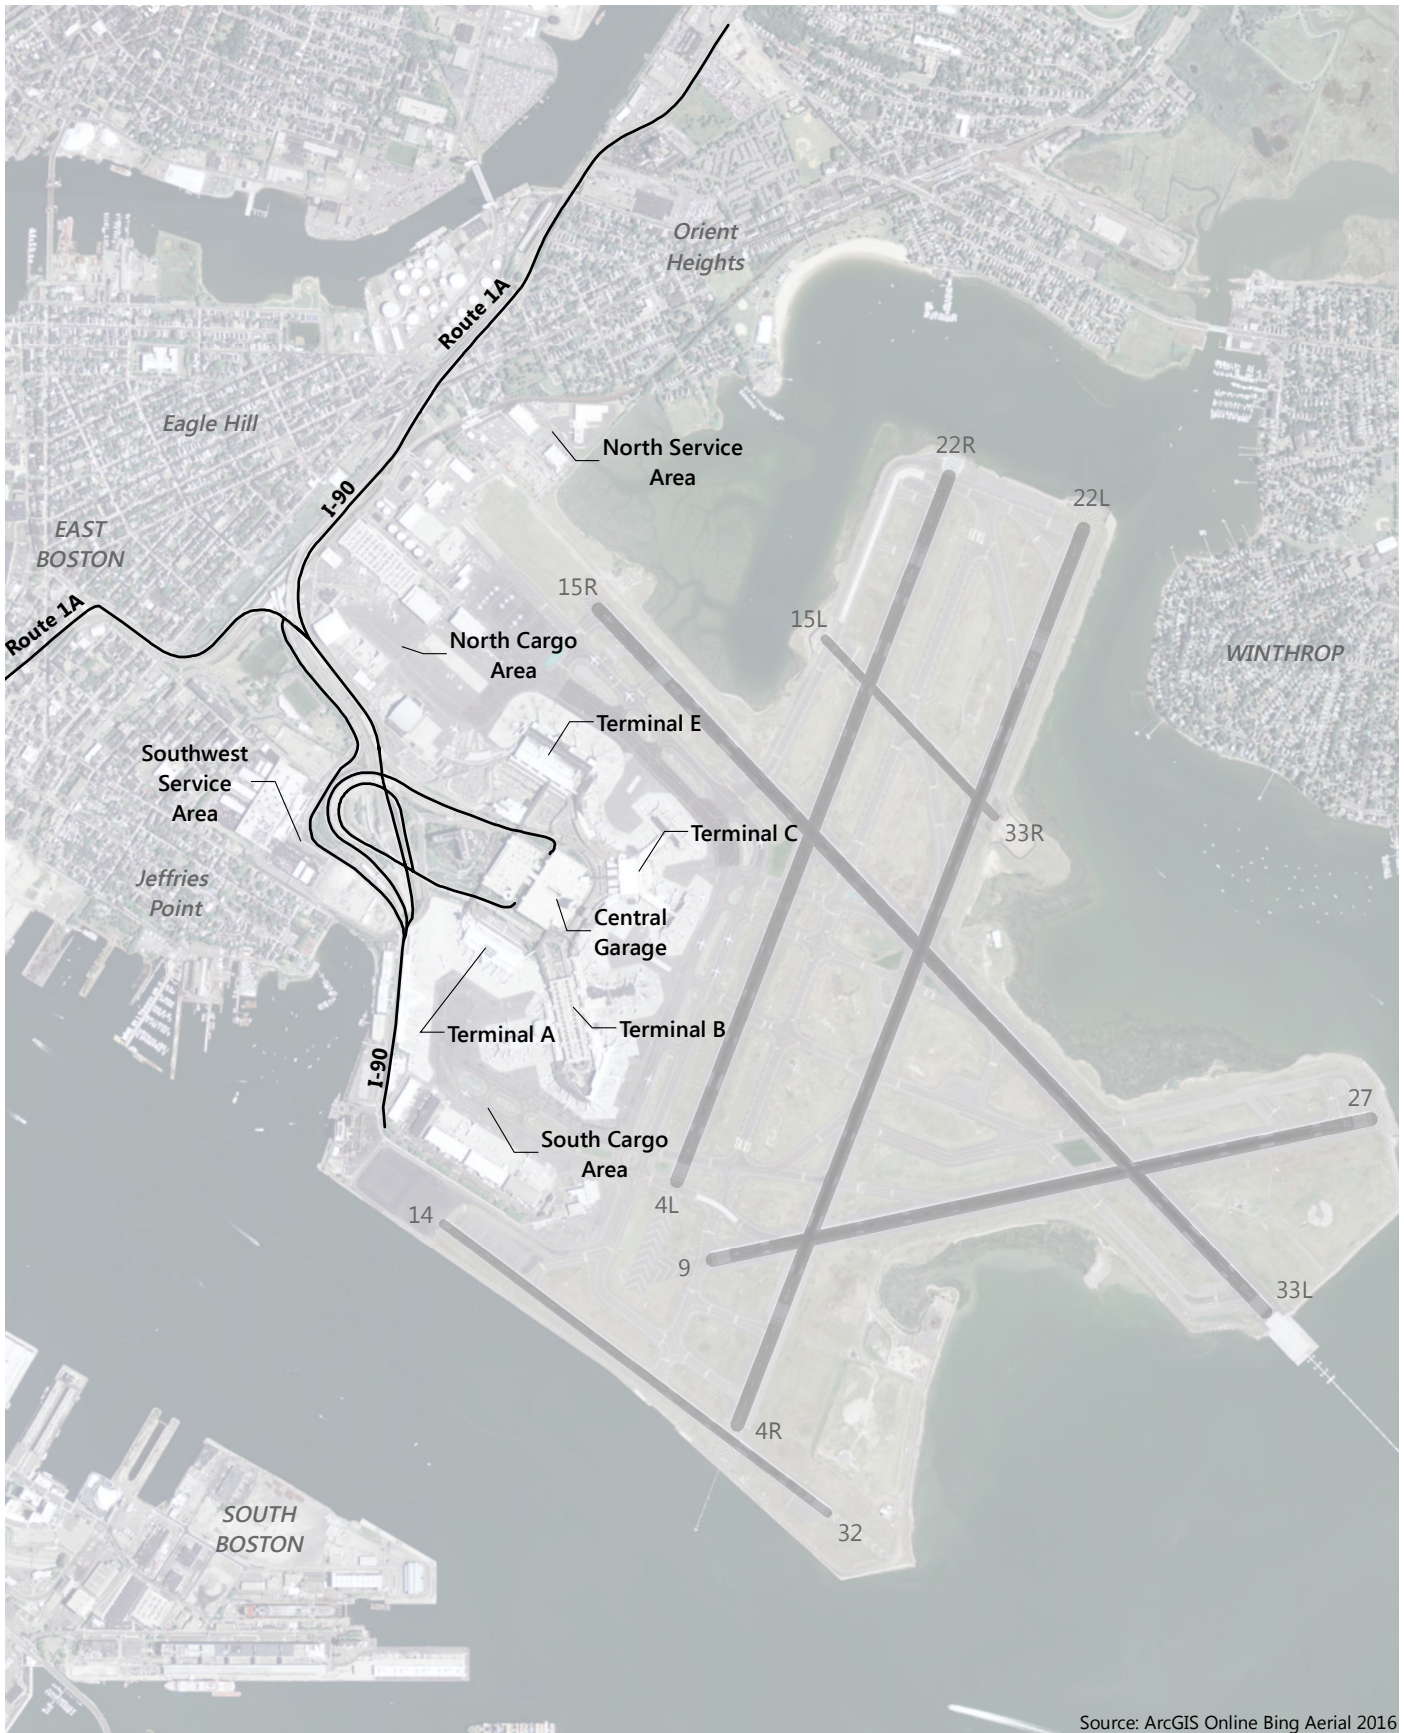 Orient
Heights
Route 1A
Eagle Hill
North Service
Area
22R
22L
I-90
EAST
BOSTON
15R
15L
Route 1A
North Cargo
Area
WINTHROP
Terminal E
Southwest
Service
Area
Terminal C
33R
Jeffries
Point
Central
Garage
Terminal A
Terminal B
I-90
27
South Cargo
Area
4L
14
9
33L
4R
SOUTH
BOSTON
32
Source: ArcGIS Online Bing Aerial 2016